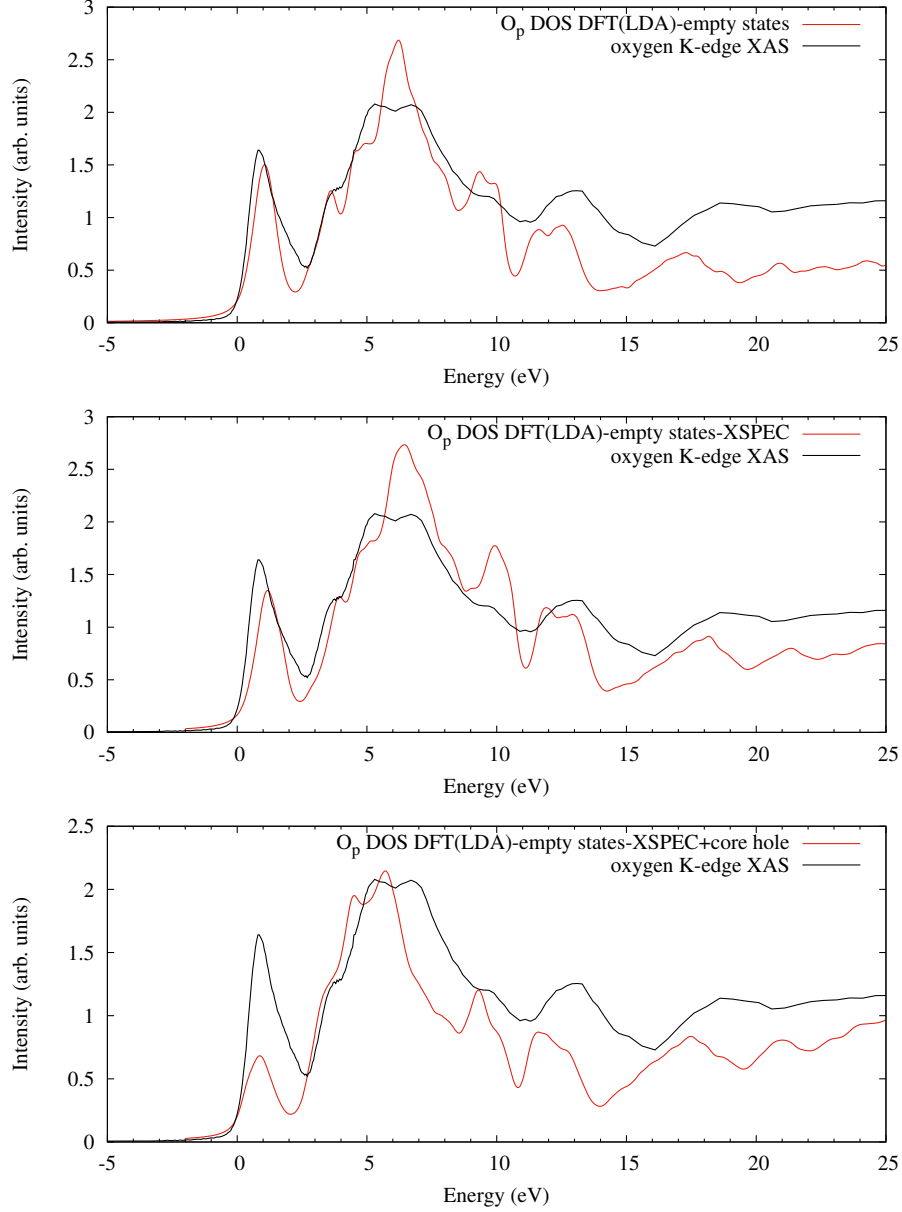 O_p DOS DFT(LDA)-empty states
oxygen K-edge XAS
Intensity (arb. units)
3
2.5
2
1.5
1
0.5
0
-5 0 5 10 15 20 25
Energy (eV)
O_p DOS DFT(LDA)-empty states-XSPEC
oxygen K-edge XAS
Intensity (arb. units)
3
2.5
2
1.5
1
0.5
0
-5 0 5 10 15 20 25
Energy (eV)
O_p DOS DFT(LDA)-empty states-XSPEC+core hole
oxygen K-edge XAS
Intensity (arb. units)
2.5
2
1.5
1
0.5
0
-5 0 5 10 15 20 25
Energy (eV)